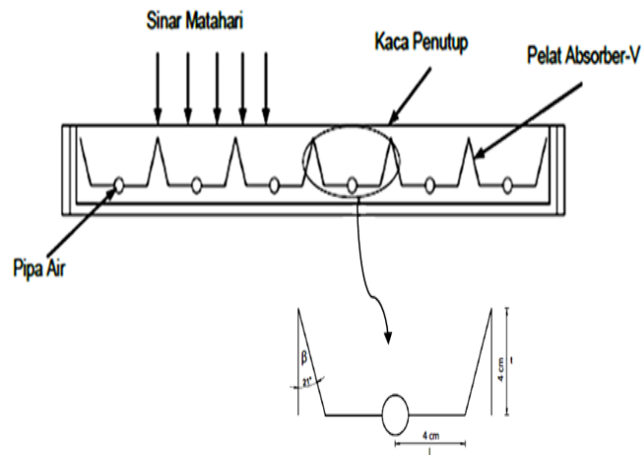 Sinar Matahari
Kaca Penutup
Pelat Absorber-V
Pipa Air
β
21°
4 cm
t
4 cm
l